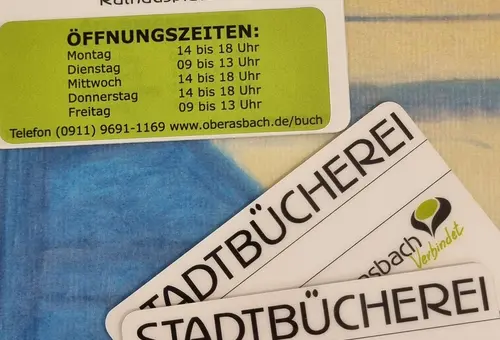 ÖFFNUNGSZEITEN:
Montag 14 bis 18 Uhr
Dienstag 09 bis 13 Uhr
Mittwoch 14 bis 18 Uhr
Donnerstag 14 bis 18 Uhr
Freitag 09 bis 13 Uhr
Telefon (0911) 9691-1169 www.oberasbach.de/buch
STADTBÜCHEREI
asbach
Verbindet
STADTBÜCHEREI